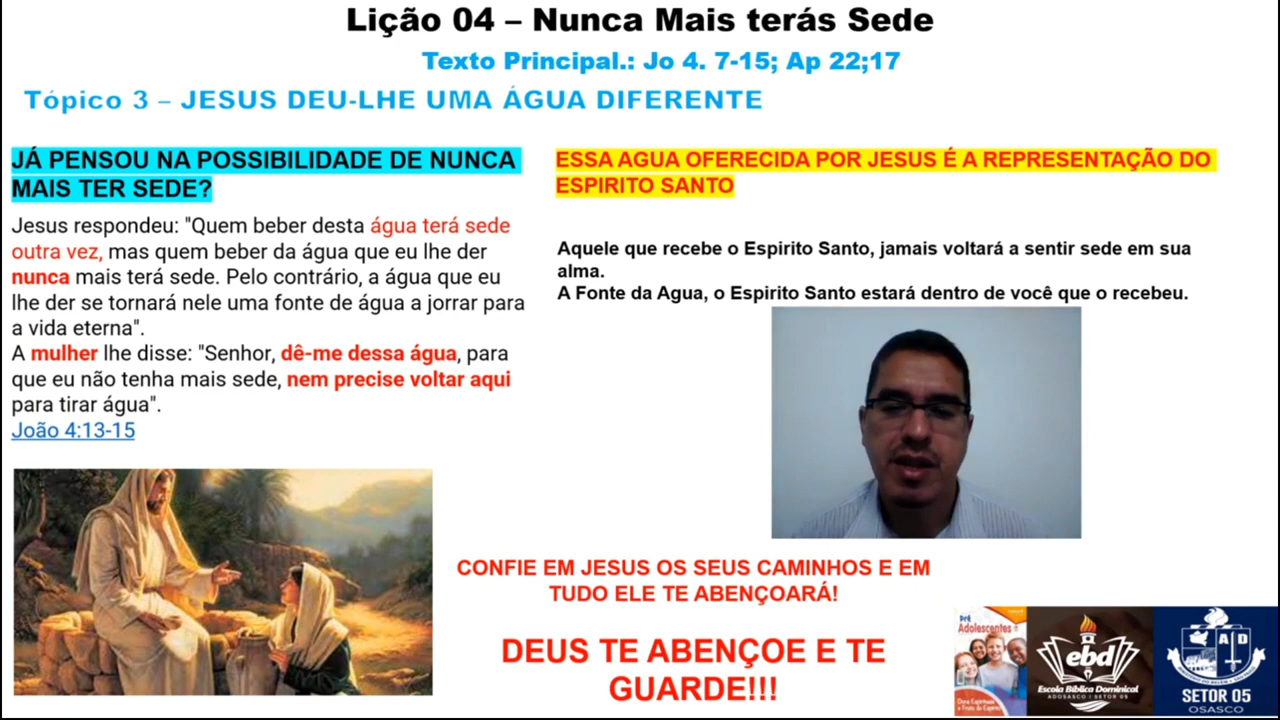 Lição 04 – Nunca Mais terás Sede
Texto Principal.: Jo 4. 7-15; Ap 22;17
Tópico 3 – JESUS DEU-LHE UMA ÁGUA DIFERENTE
JÁ PENSOU NA POSSIBILIDADE DE NUNCA
MAIS TER SEDE?
Jesus respondeu: "Quem beber desta água terá sede
outra vez, mas quem beber da água que eu lhe der
nunca mais terá sede. Pelo contrário, a água que eu
lhe der se tornará nele uma fonte de água a jorrar para
a vida eterna".
A mulher lhe disse: "Senhor, dê-me dessa água, para
que eu não tenha mais sede, nem precise voltar aqui
para tirar água".
João 4:13-15
ESSA AGUA OFERECIDA POR JESUS É A REPRESENTAÇÃO DO
ESPIRITO SANTO
Aquele que recebe o Espirito Santo, jamais voltará a sentir sede em sua
alma.
A Fonte da Agua, o Espirito Santo estará dentro de você que o recebeu.
CONFIE EM JESUS OS SEUS CAMINHOS E EM
TUDO ELE TE ABENÇOARÁ!
DEUS TE ABENÇOE E TE
GUARDE!!!
Pré
Adolescentes
ebd
Escola Bíblica Dominical
ADOSASCO | SETOR 05
A D
SETOR 05
OSASCO